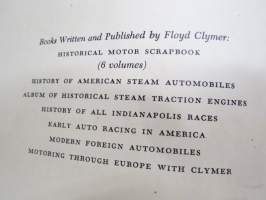 Books Written and Published by Floyd Clymer:
HISTORICAL MOTOR SCRAPBOOK
(6 volumes)
HISTORY OF AMERICAN STEAM AUTOMOBILES
ALBUM OF HISTORICAL STEAM TRACTION ENGINES
HISTORY OF ALL INDIANAPOLIS RACES
EARLY AUTO RACING IN AMERICA
MODERN FOREIGN AUTOMOBILES
MOTORING THROUGH EUROPE WITH CLYMER